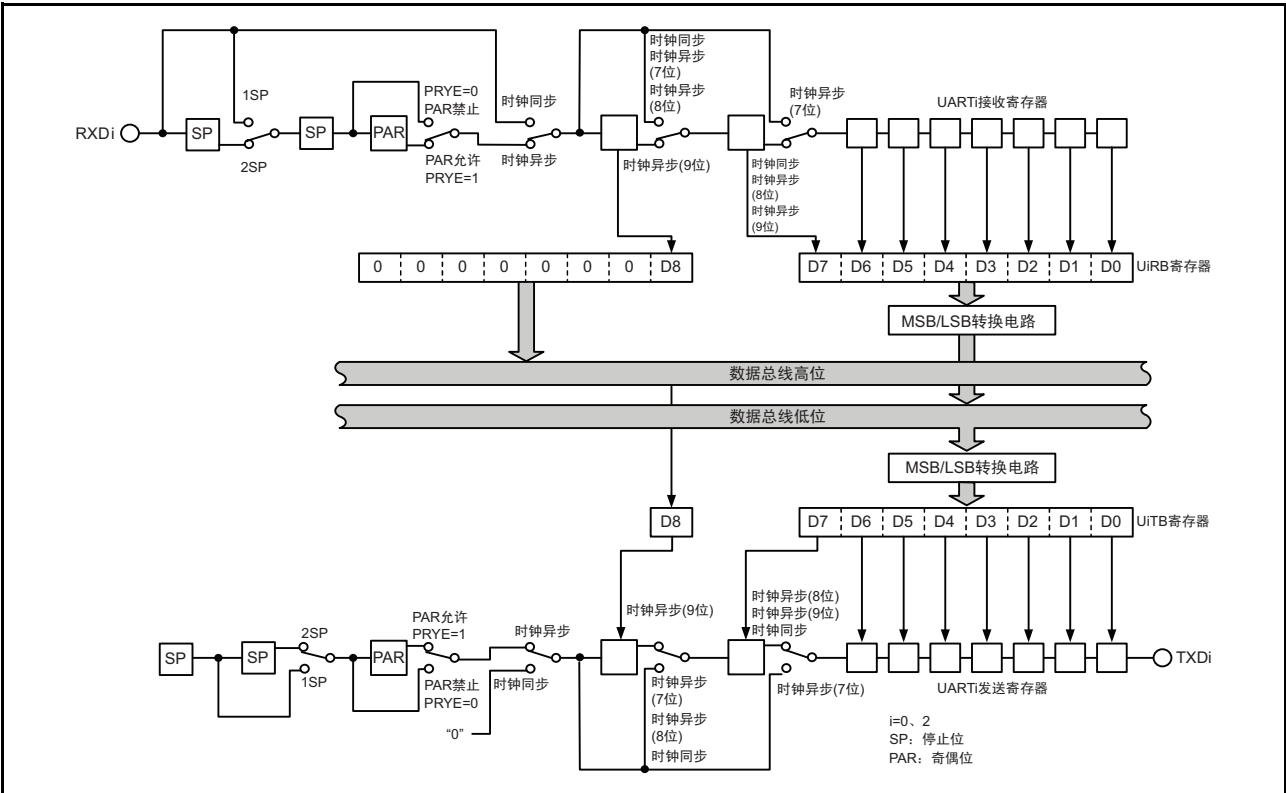 时钟同步
时钟异步
(7位)
时钟异步
(8位)
1SP
PRYE=0
PAR禁止
时钟同步
时钟异步
(7位)
UARTi接收寄存器
RXDi
SP
SP
PAR
2SP
PAR允许
PRYE=1
时钟异步
时钟异步(9位)
时钟同步
时钟异步
(8位)
时钟异步
(9位)
0 0 0 0 0 0 0 D8
D7 D6 D5 D4 D3 D2 D1 D0
UiRB寄存器
MSB/LSB转换电路
数据总线高位
数据总线低位
MSB/LSB转换电路
D8
D7 D6 D5 D4 D3 D2 D1 D0
UiTB寄存器
时钟异步(9位)
时钟异步(8位)
时钟异步(9位)
时钟同步
PAR允许
PRYE=1
时钟异步
2SP
SP
SP
PAR
TXDi
1SP
PAR禁止
PRYE=0
时钟同步
“0”
时钟异步
(7位)
时钟异步
(8位)
时钟同步
时钟异步(7位)
UARTi发送寄存器
i=0、2
SP：停止位
PAR：奇偶位